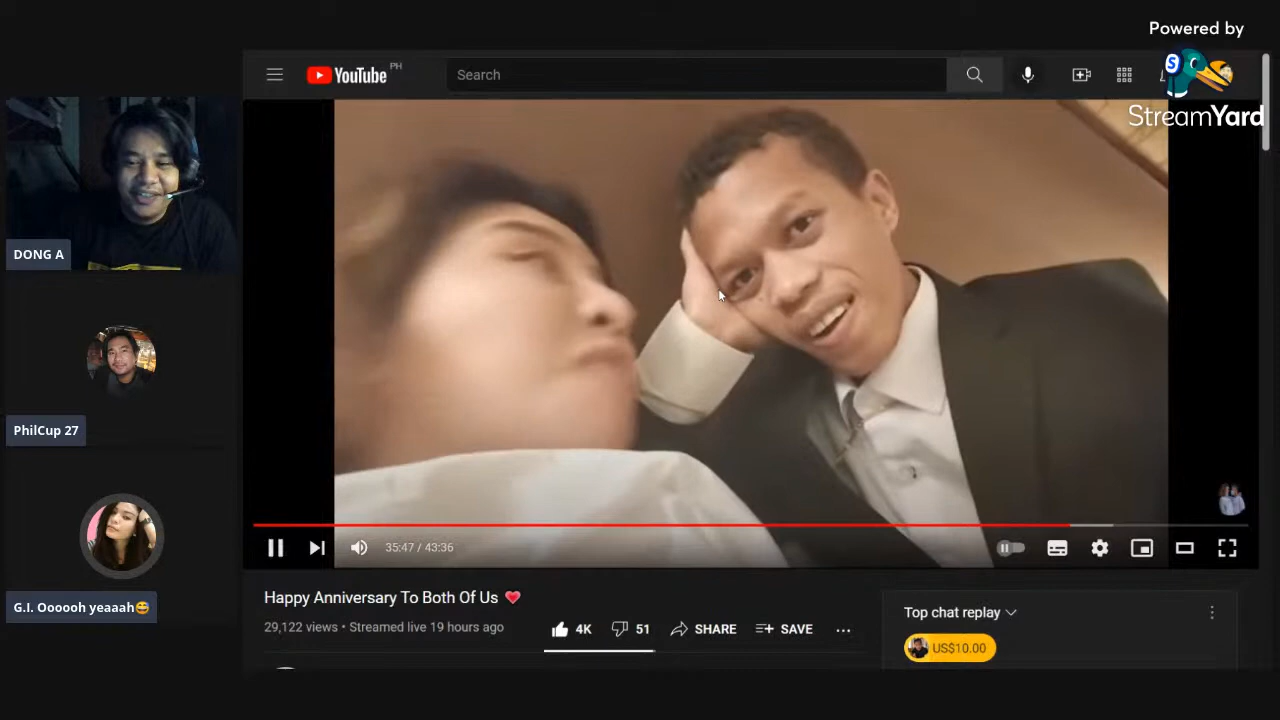 Powered by
StreamYard
YouTube PH
Search
DONG A
PhilCup 27
G.I. Oooooh yeaaah😅
35:47 / 43:36
Happy Anniversary To Both Of Us ❤️
29,122 views • Streamed live 19 hours ago
4K
51
SHARE
SAVE
Top chat replay
US$10.00